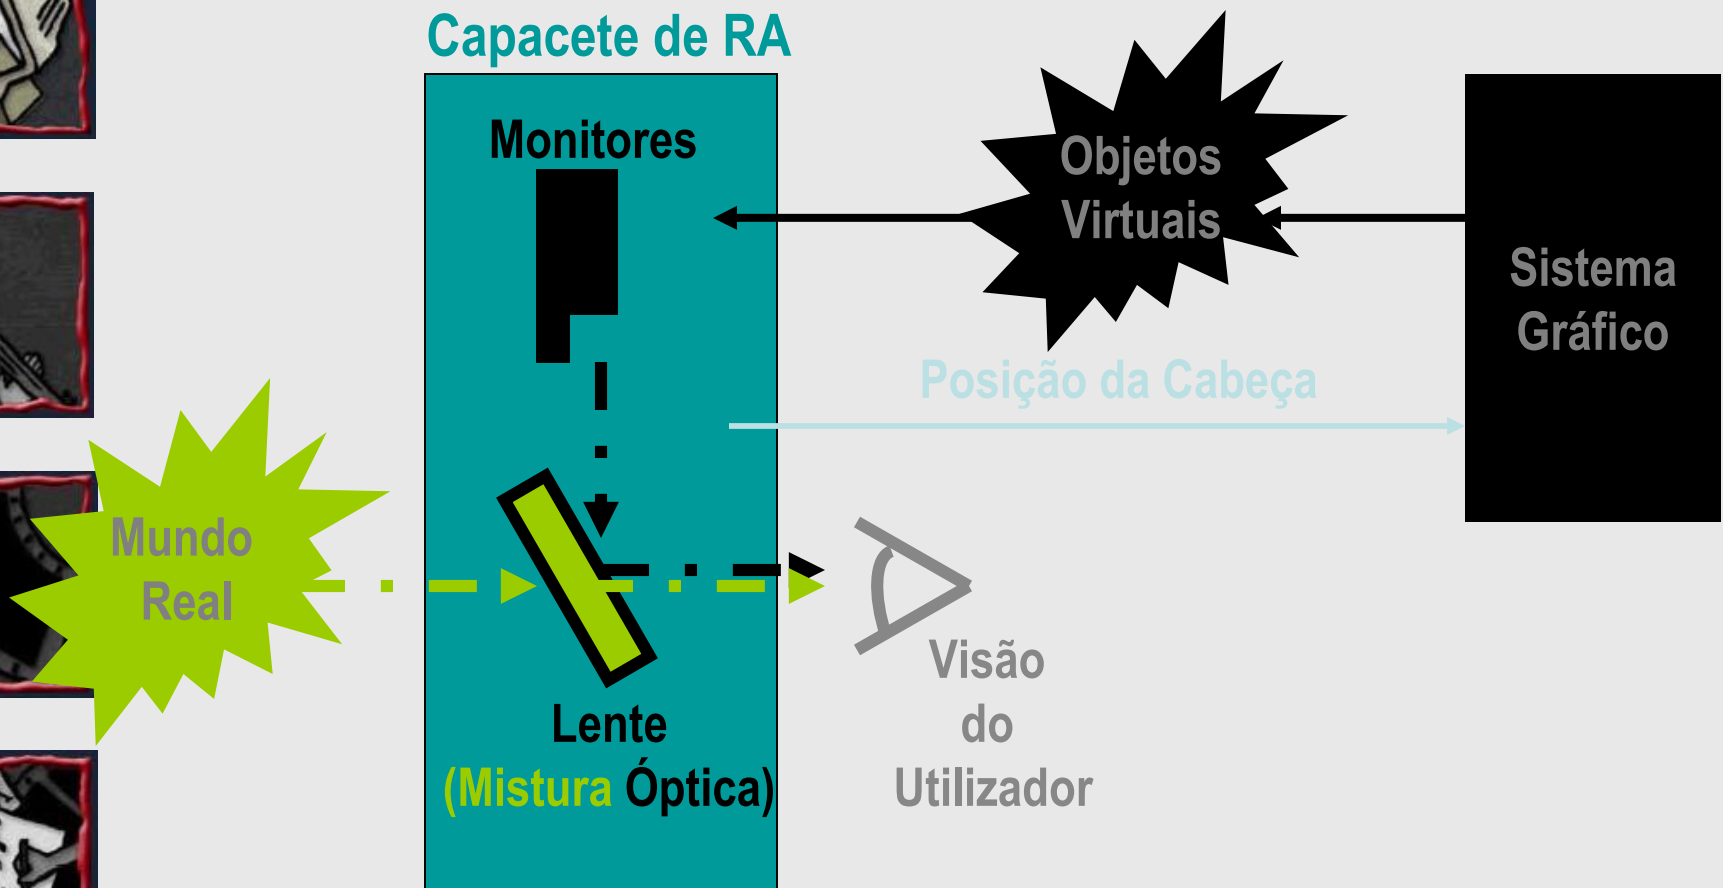 Capacete de RA
Monitores
Objetos
Virtuais
Sistema
Gráfico
Posição da Cabeça
Mundo
Real
Visão
do
Utilizador
Lente
(Mistura Óptica)